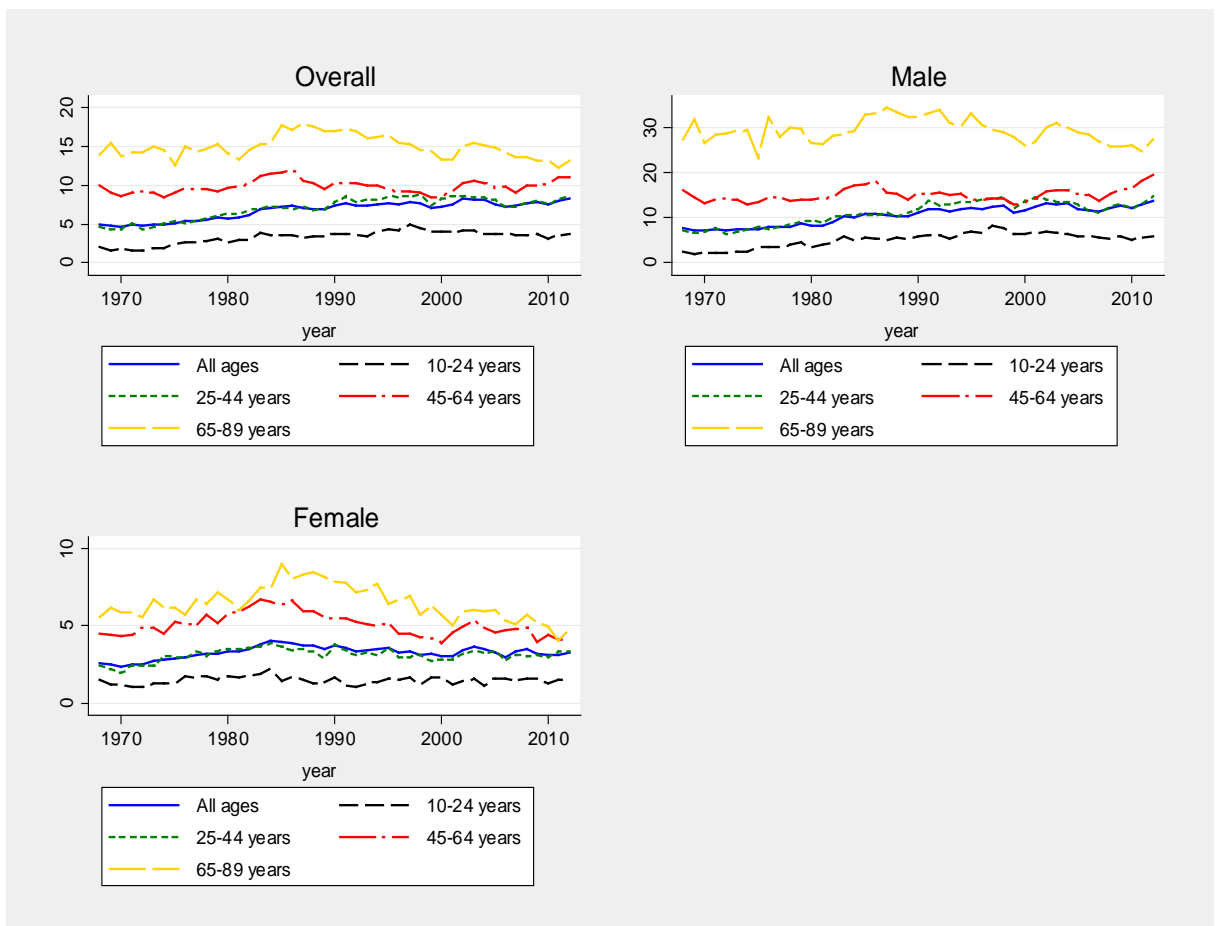 Overall
20
15
10
5
0
1970 1980 1990 2000 2010
year
All ages 10-24 years
25-44 years 45-64 years
65-89 years
Male
30
20
10
0
1970 1980 1990 2000 2010
year
All ages 10-24 years
25-44 years 45-64 years
65-89 years
Female
10
5
0
1970 1980 1990 2000 2010
year
All ages 10-24 years
25-44 years 45-64 years
65-89 years